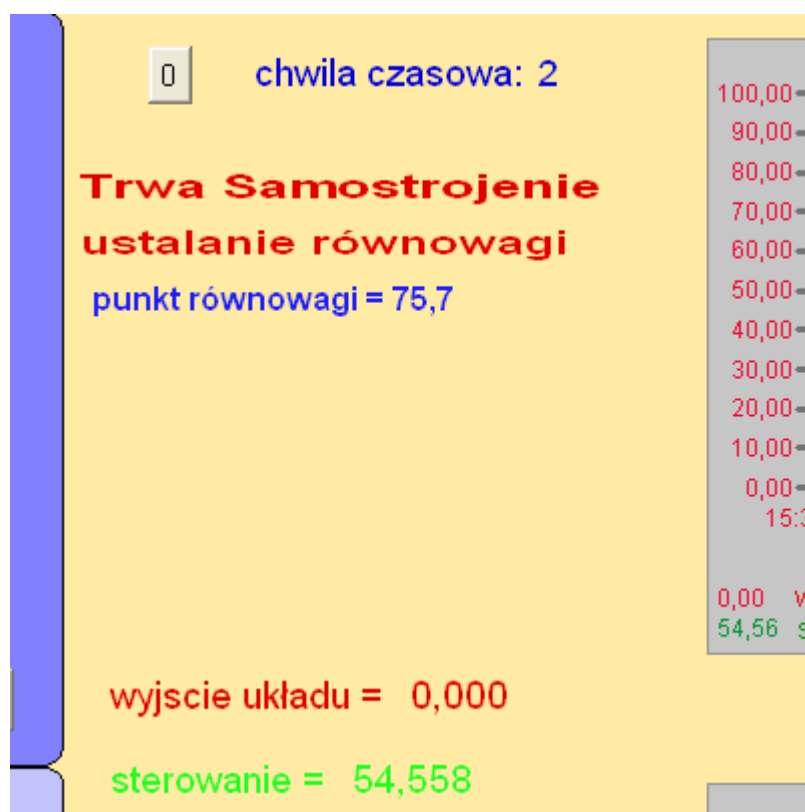 0
chwila czasowa: 2
Trwa Samostrojenie
ustalanie równowagi
punkt równowagi = 75,7
100,00
90,00
80,00
70,00
60,00
50,00
40,00
30,00
20,00
10,00
0,00
0,00
54,56
wyjscie układu = 0,000
sterowanie = 54,558